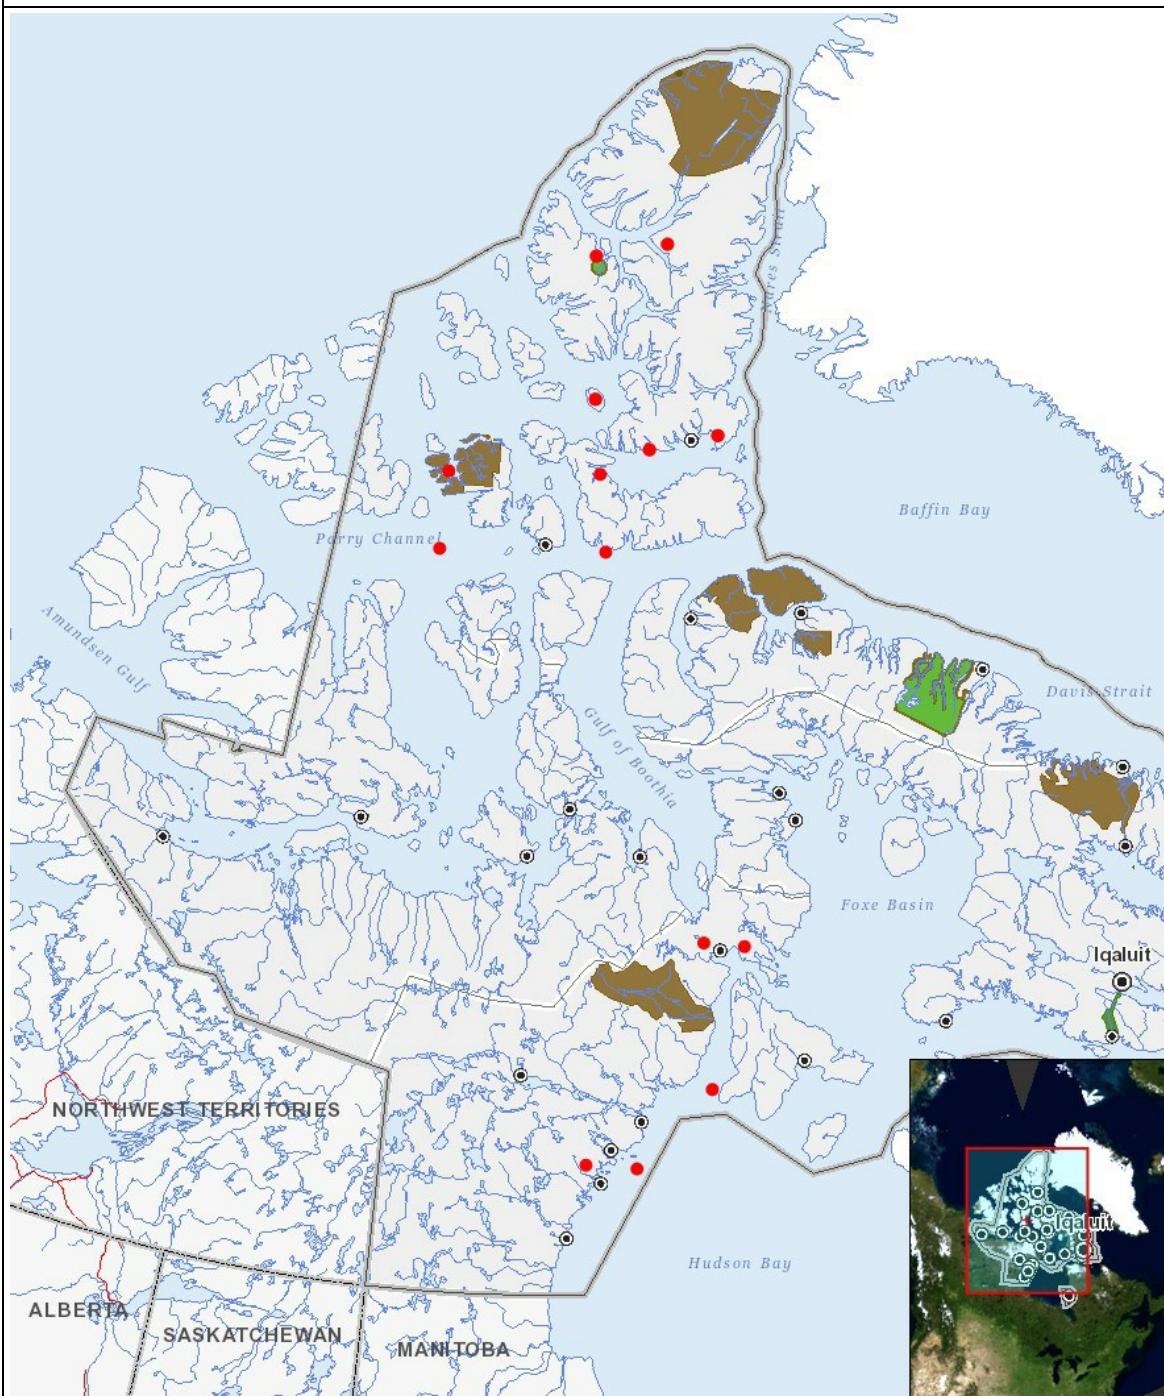 Nares Strait
Baffin Bay
Parry Channel
Amundsen Gulf
Davis Strait
Gulf of Boothia
Foxe Basin
Iqaluit
NORTHWEST TERRITORIES
Iqaluit
Hudson Bay
ALBERTA
SASKATCHEWAN
MANITOBA